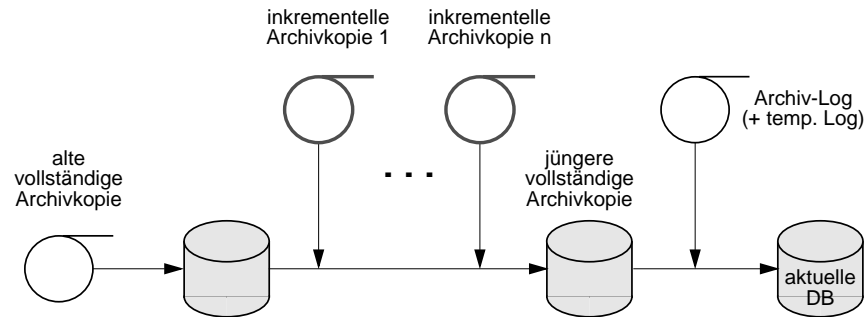 inkrementelle
Archivkopie 1
inkrementelle
Archivkopie n
Archiv-Log
(+ temp. Log)
alte
vollständige
Archivkopie
. . .
jüngere
vollständige
Archivkopie
aktuelle
DB